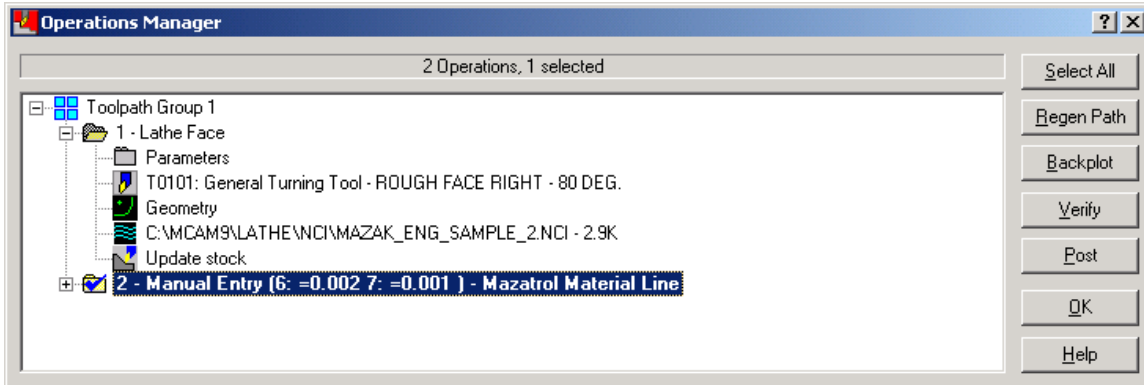 Operations Manager
2 Operations, 1 selected
Select All
Toolpath Group 1
1 - Lathe Face
Regen Path
Parameters
T0101: General Turning Tool - ROUGH FACE RIGHT - 80 DEG.
Backplot
Geometry
C:\MCAM9\LATHE\NCI\MAZAK_ENG_SAMPLE_2.NCI - 2.9K
Verify
Update stock
Post
2 - Manual Entry (6: =0.002 7: =0.001 ) - Mazatrol Material Line
OK
Help